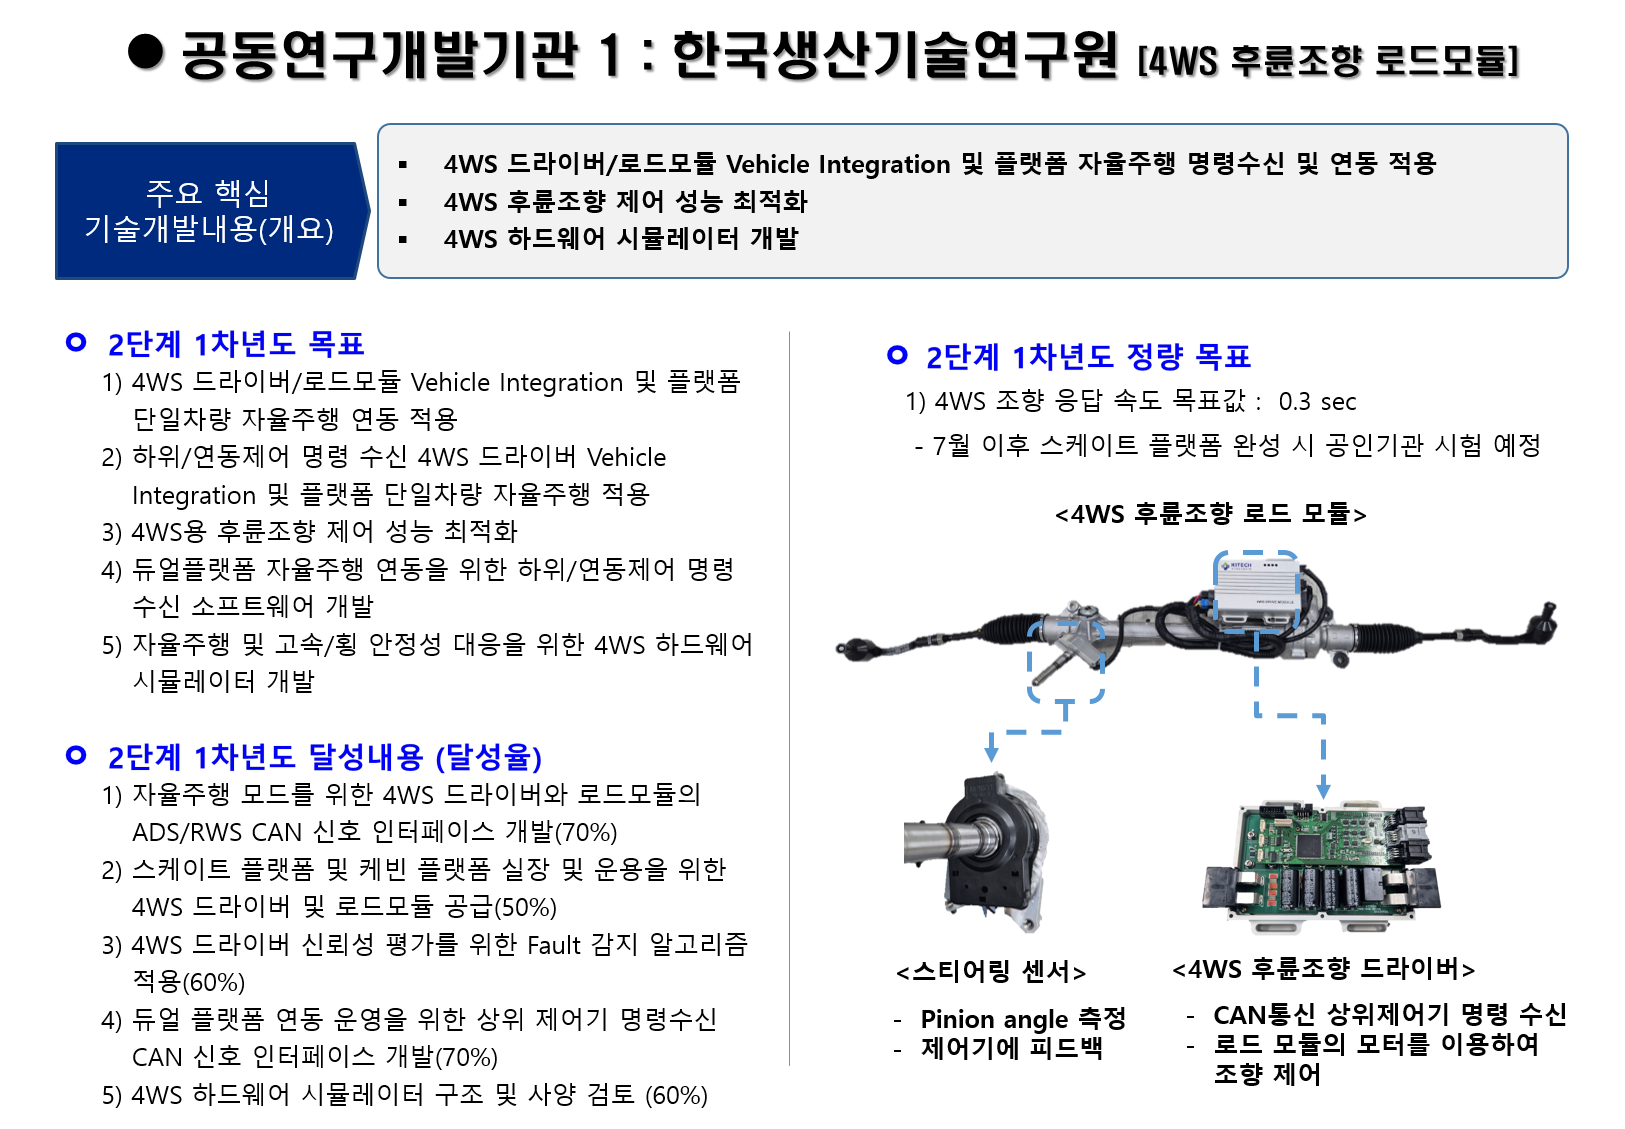 ● 공동연구개발기관 1 : 한국생산기술연구원 [4WS 후륜조향 로드모듈]
주요 핵심
기술개발내용(개요)
▪ 4WS 드라이버/로드모듈 Vehicle Integration 및 플랫폼 자율주행 명령수신 및 연동 적용
▪ 4WS 후륜조향 제어 성능 최적화
▪ 4WS 하드웨어 시뮬레이터 개발
2단계 1차년도 목표
1) 4WS 드라이버/로드모듈 Vehicle Integration 및 플랫폼
단일차량 자율주행 연동 적용
2) 하위/연동제어 명령 수신 4WS 드라이버 Vehicle
Integration 및 플랫폼 단일차량 자율주행 적용
3) 4WS용 후륜조향 제어 성능 최적화
4) 듀얼플랫폼 자율주행 연동을 위한 하위/연동제어 명령
수신 소프트웨어 개발
5) 자율주행 및 고속/횡 안정성 대응을 위한 4WS 하드웨어
시뮬레이터 개발
2단계 1차년도 달성내용 (달성율)
1) 자율주행 모드를 위한 4WS 드라이버와 로드모듈의
ADS/RWS CAN 신호 인터페이스 개발(70%)
2) 스케이트 플랫폼 및 케빈 플랫폼 실장 및 운용을 위한
4WS 드라이버 및 로드모듈 공급(50%)
3) 4WS 드라이버 신뢰성 평가를 위한 Fault 감지 알고리즘
적용(60%)
4) 듀얼 플랫폼 연동 운영을 위한 상위 제어기 명령수신
CAN 신호 인터페이스 개발(70%)
5) 4WS 하드웨어 시뮬레이터 구조 및 사양 검토 (60%)
2단계 1차년도 정량 목표
1) 4WS 조향 응답 속도 목표값 : 0.3 sec
- 7월 이후 스케이트 플랫폼 완성 시 공인기관 시험 예정
<4WS 후륜조향 로드 모듈>
KITECH
<스티어링 센서>
- Pinion angle 측정
- 제어기에 피드백
<4WS 후륜조향 드라이버>
- CAN통신 상위제어기 명령 수신
- 로드 모듈의 모터를 이용하여
조향 제어